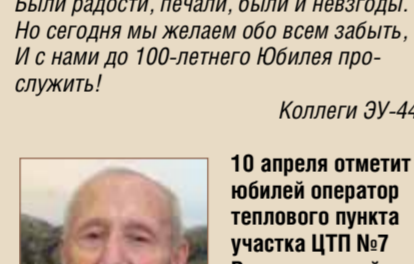 Были радости, печали, были и невзгоды.
Но сегодня мы желаем обо всем забыть,
И с нами до 100-летнего Юбилея про-
служить!
Коллеги ЭУ-44
10 апреля отметит
юбилей оператор
теплового пункта
участка ЦТП №7